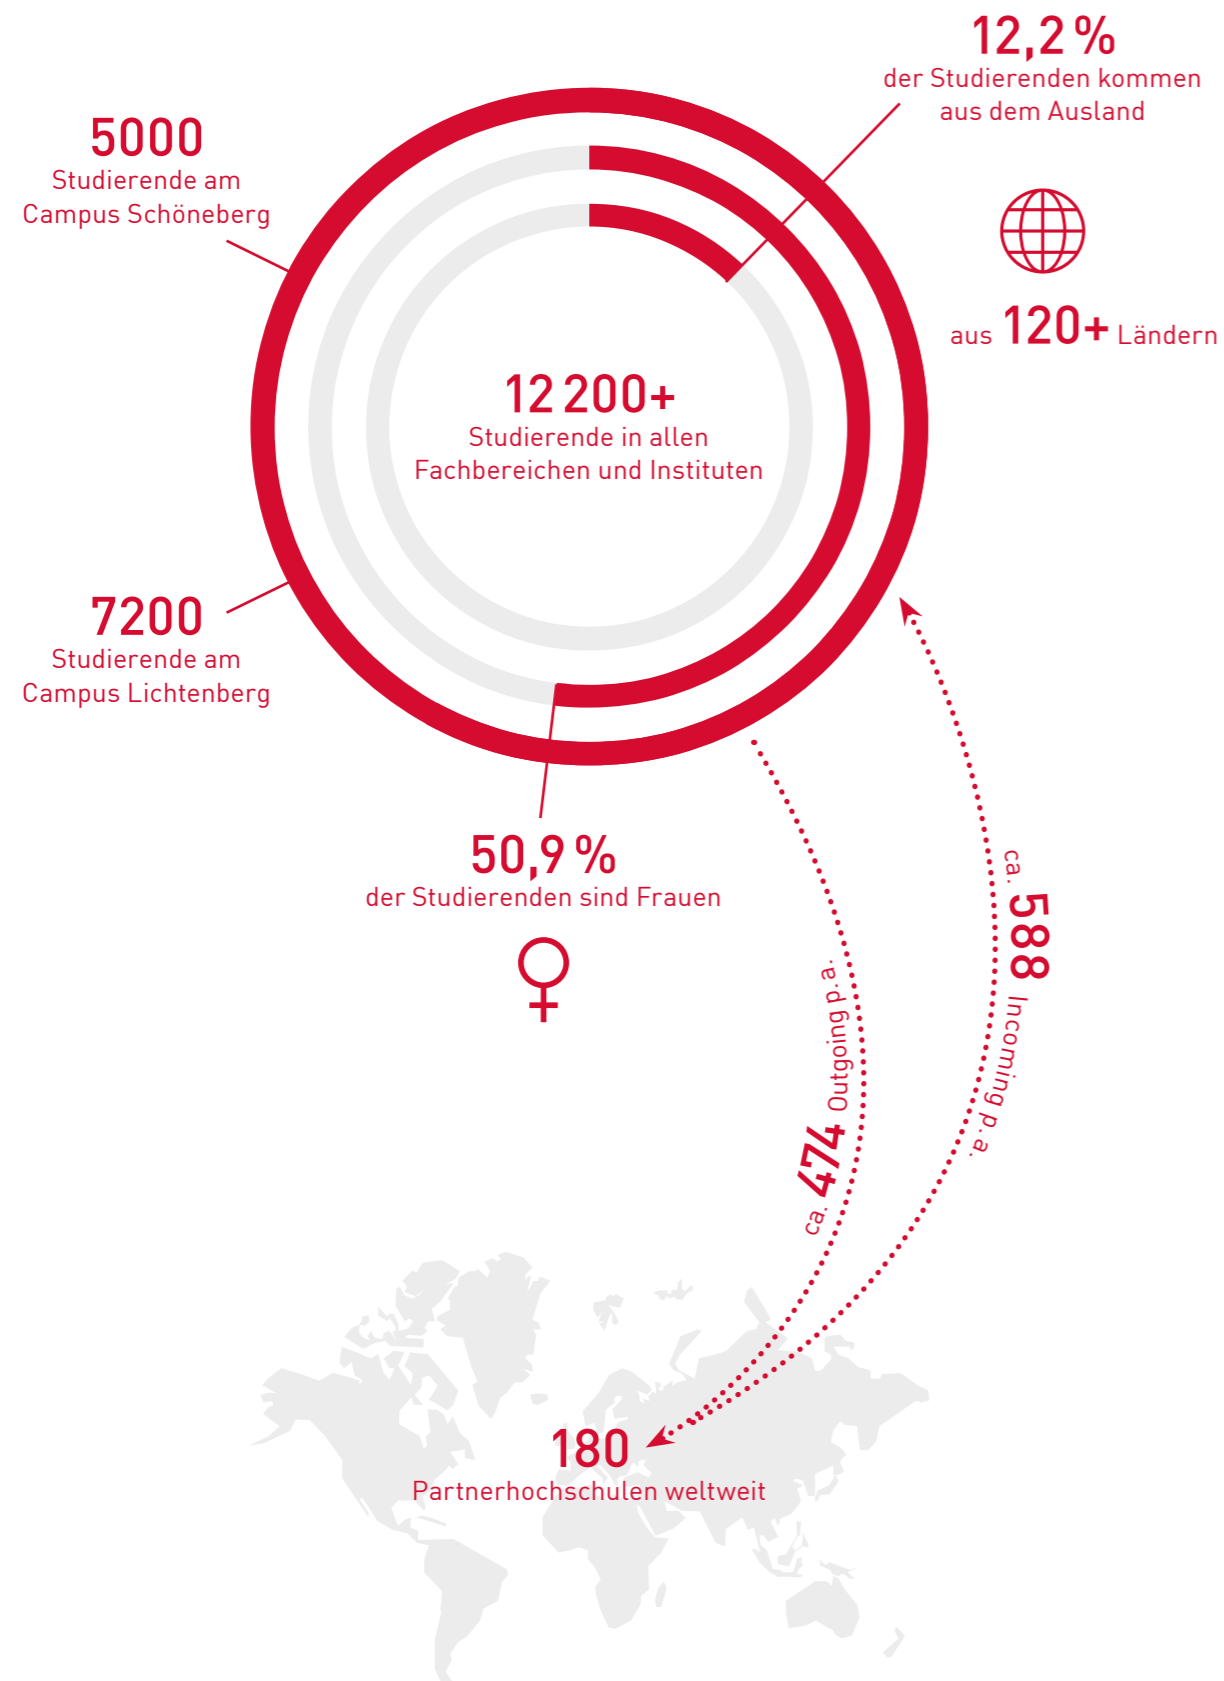 12,2 %
der Studierenden kommen
aus dem Ausland
5000
Studierende am
Campus Schöneberg
aus 120+ Ländern
12 200+
Studierende in allen
Fachbereichen und Instituten
7200
Studierende am
Campus Lichtenberg
50,9 %
der Studierenden sind Frauen
ca. 588 Incoming p. a.
ca. 474 Outgoing p. a.
180
Partnerhochschulen weltweit